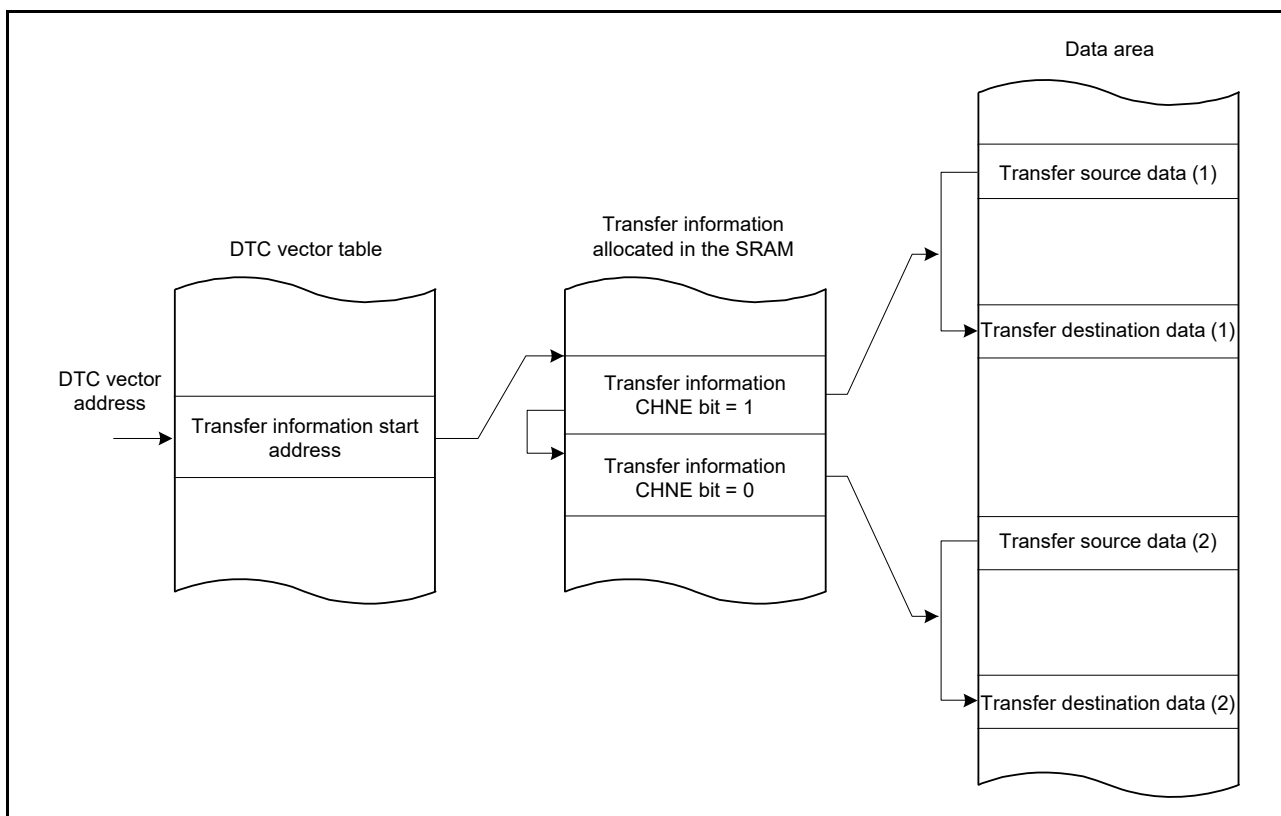 Data area
Transfer source data (1)
Transfer destination data (1)
Transfer source data (2)
Transfer destination data (2)
Transfer information
allocated in the SRAM
Transfer information
CHNE bit = 1
Transfer information
CHNE bit = 0
DTC vector table
Transfer information start
address
DTC vector
address